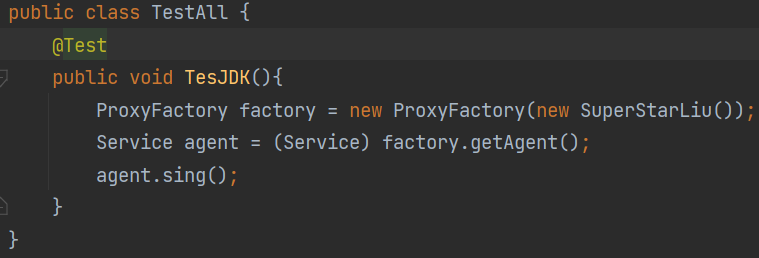 public class TestAll {
@Test
public void TesJDK(){
ProxyFactory factory = new ProxyFactory(new SuperStarLiu());
Service agent = (Service) factory.getAgent();
agent.sing();
}
}